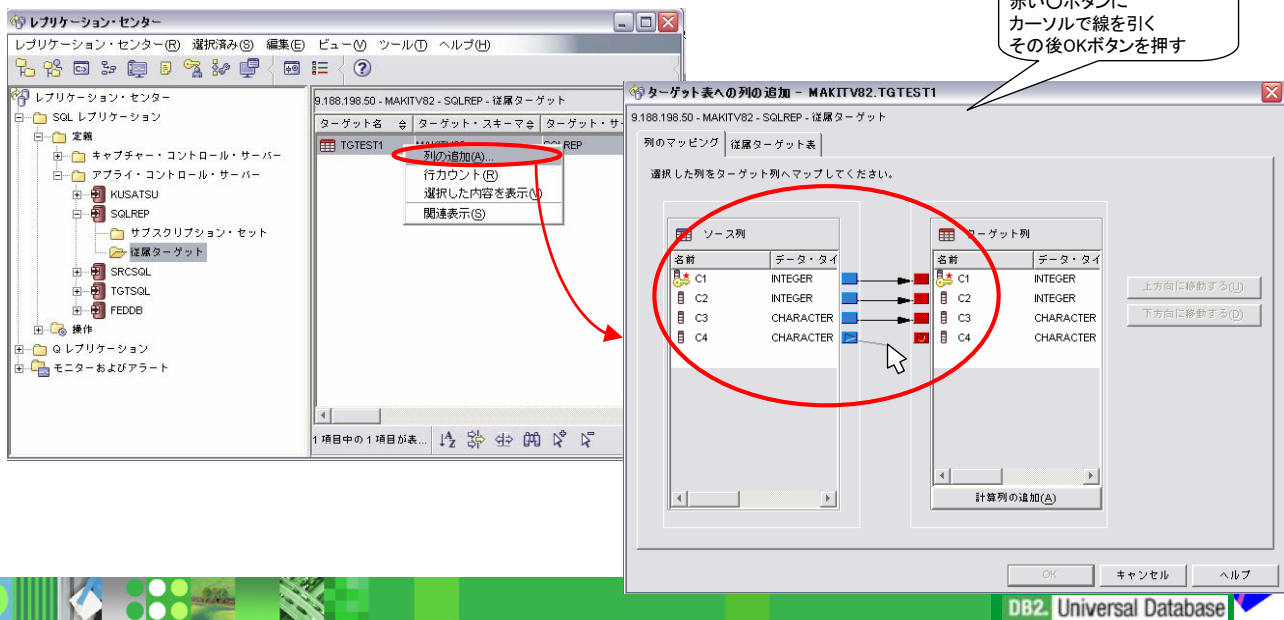 赤い○ボタンに
カーソルで線を引く
その後OKボタンを押す
レプリケーション・センター
レプリケーション・センター(R) 選択済み(S) 編集(E) ビュー(V) ツール(T) ヘルプ(H)
レプリケーション・センター
SQL レプリケーション
定義
キャプチャー・コントロール・サーバー
アプライ・コントロール・サーバー
KUSATSU
SQLREP
サブスクリプション・セット
従属ターゲット
SRCSQL
TGTSQL
FEDDB
操作
Q レプリケーション
モニターおよびアラート
9.188.198.50 - MAKITV82 - SQLREP - 従属ターゲット
ターゲット名 ターゲット・スキーマ ターゲット・サ
TGTEST1 MAKITV82 SQLREP
列の追加(A)...
行カウント(R)
選択した内容を表示(V)
関連表示(S)
1 項目中の 1 項目が表...
ターゲット表への列の追加 - MAKITV82.TGTEST1
9.188.198.50 - MAKITV82 - SQLREP - 従属ターゲット
列のマッピング 従属ターゲット表
選択した列をターゲット列へマップしてください。
ソース列
名前 データ・タイ
C1 INTEGER
C2 INTEGER
C3 CHARACTER
C4 CHARACTER
ターゲット列
名前 データ・タイ
C1 INTEGER
C2 INTEGER
C3 CHARACTER
C4 CHARACTER
計算列の追加(A)
上方向に移動する(U)
下方向に移動する(D)
OK キャンセル ヘルプ
DB2. Universal Database